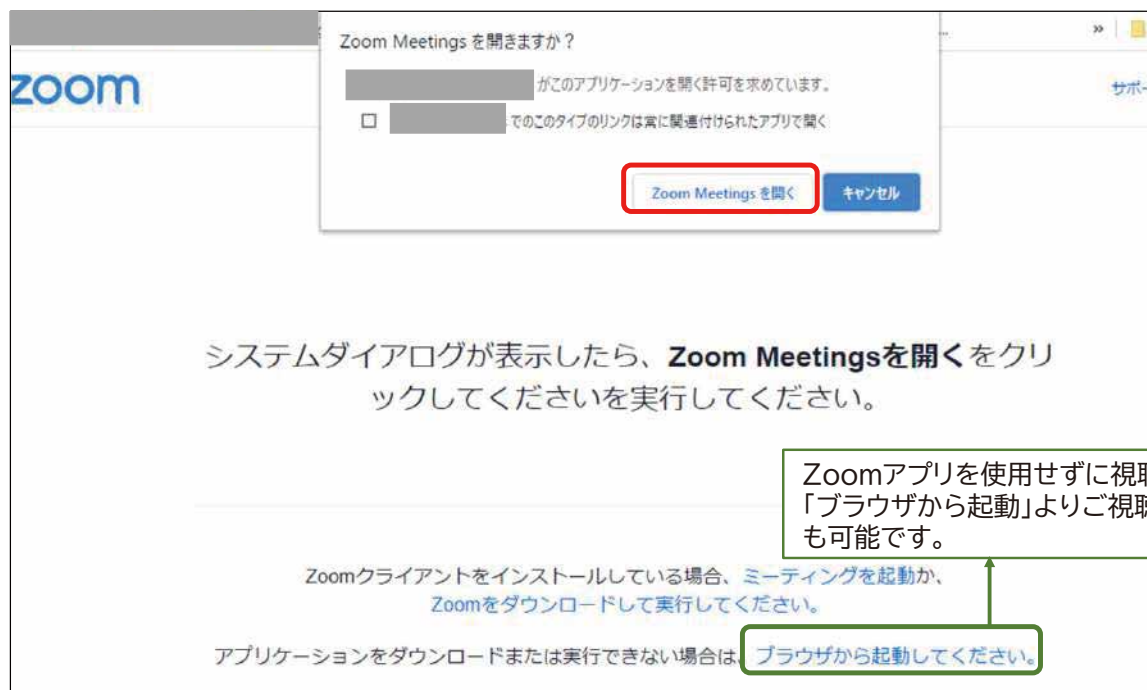 Zoom Meetings を開きますか？
がこのアプリケーションを開く許可を求めています。
でのこのタイプのリンクは常に関連付けられたアプリで開く
Zoom Meetings を開く
キャンセル
...
»
zoom
サポー
システムダイアログが表示したら、Zoom Meetingsを開くをクリ
ックしてくださいを実行してください。
Zoomアプリを使用せずに視聴
「ブラウザから起動」よりご視聴
も可能です。
Zoomクライアントをインストールしている場合、ミーティングを起動か、
Zoomをダウンロードして実行してください。
アプリケーションをダウンロードまたは実行できない場合は、ブラウザから起動してください。